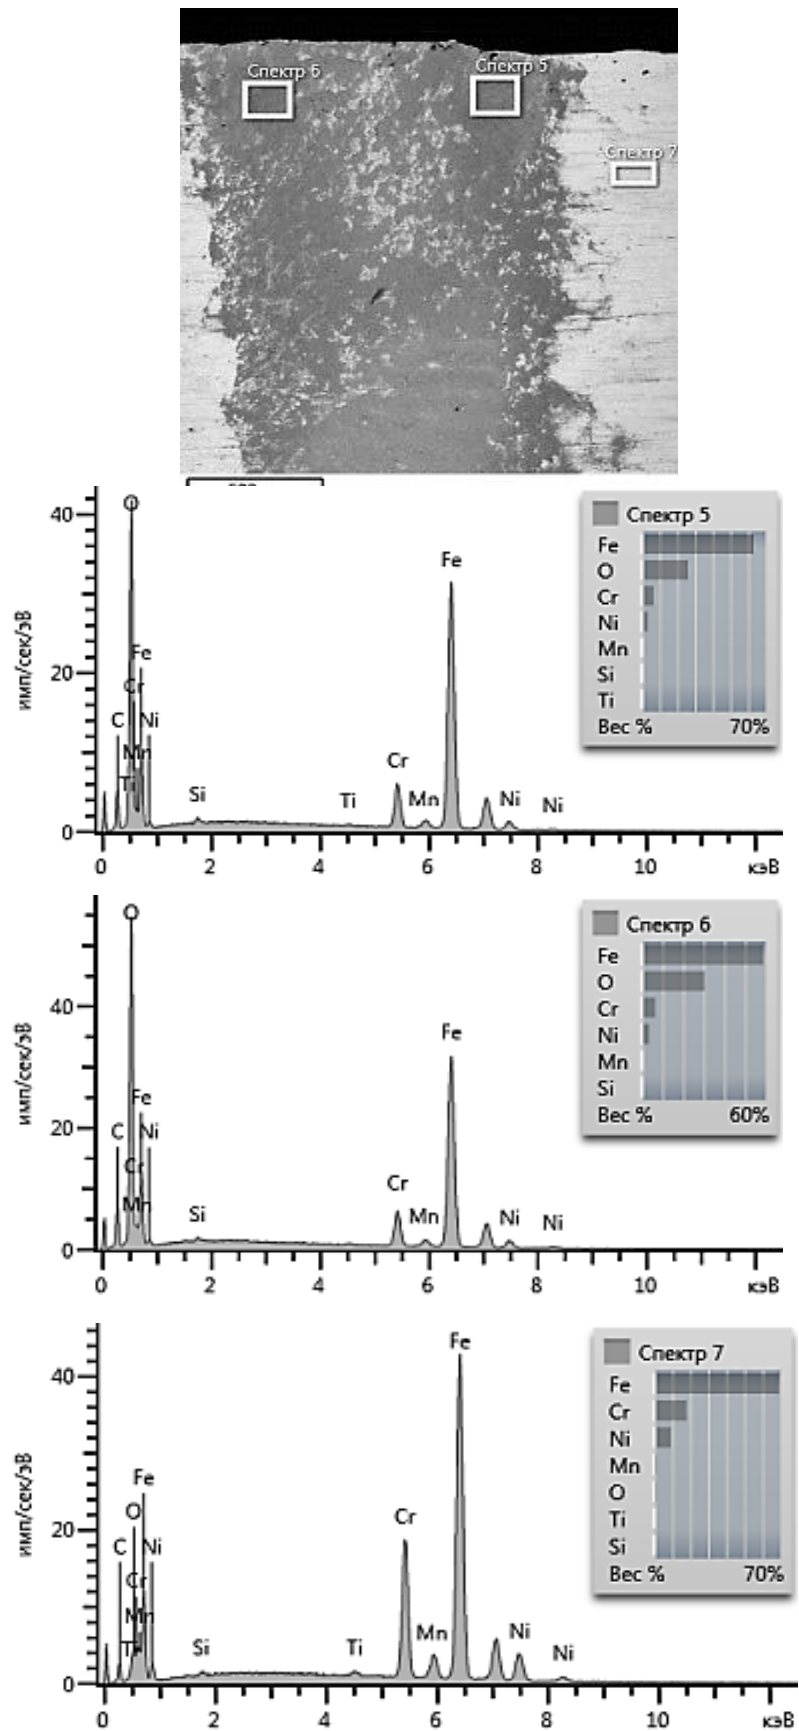 Спектр 6
Спектр 5
Спектр 7
имп/сек/эВ
40
20
0
O
Fe
Cr
C
Ni
Mn
Ti
Si
Ti
Cr
Mn
Fe
Ni
Ni
0 2 4 6 8 10 кэВ
Спектр 5
Fe
O
Cr
Ni
Mn
Si
Ti
Вес % 70%
имп/сек/эВ
40
20
0
O
Fe
C
Ni
Cr
Mn
Si
Cr
Mn
Fe
Ni
Ni
0 2 4 6 8 10 кэВ
Спектр 6
Fe
O
Cr
Ni
Mn
Si
Вес % 60%
имп/сек/эВ
40
20
0
Fe
O
C
Ni
Cr
Mn
Si
Ti
Cr
Mn
Fe
Ni
Ni
0 2 4 6 8 10 кэВ
Спектр 7
Fe
Cr
Ni
Mn
O
Ti
Si
Вес % 70%